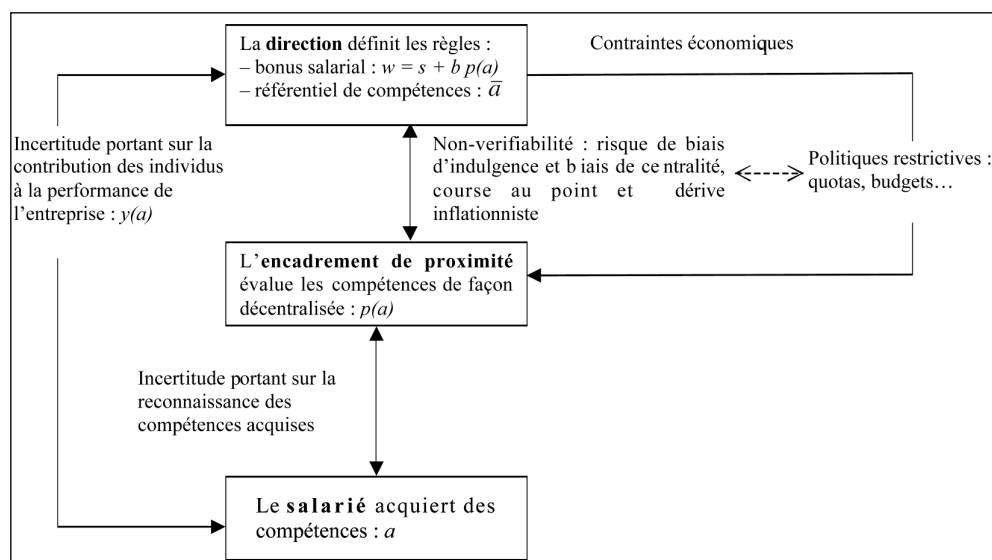 La direction définit les règles :
– bonus salarial : w = s + b p(a)
– référentiel de compétences : a̅
Contraintes économiques
Incertitude portant sur la
contribution des individus
à la performance de
l’entreprise : y(a)
Non-verifiabilité : risque de biais
d’indulgence et b iais de ce ntralité,
course au point et dérive
inflationniste
Politiques restrictives :
quotas, budgets…
L’encadrement de proximité
évalue les compétences de façon
décentralisée : p(a)
Incertitude portant sur la
reconnaissance des
compétences acquises
Le salarié acquiert des
compétences : a